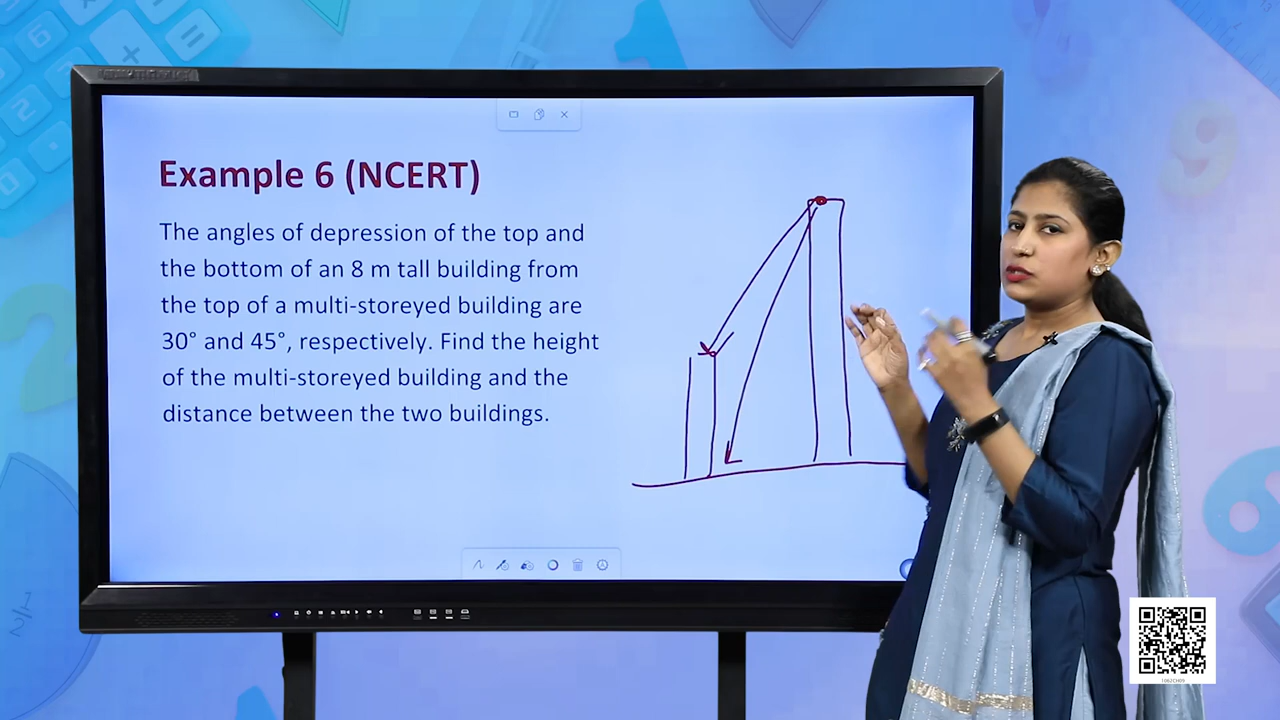 Example 6 (NCERT)
The angles of depression of the top and
the bottom of an 8 m tall building from
the top of a multi-storeyed building are
30° and 45°, respectively. Find the height
of the multi-storeyed building and the
distance between the two buildings.
1062CH09